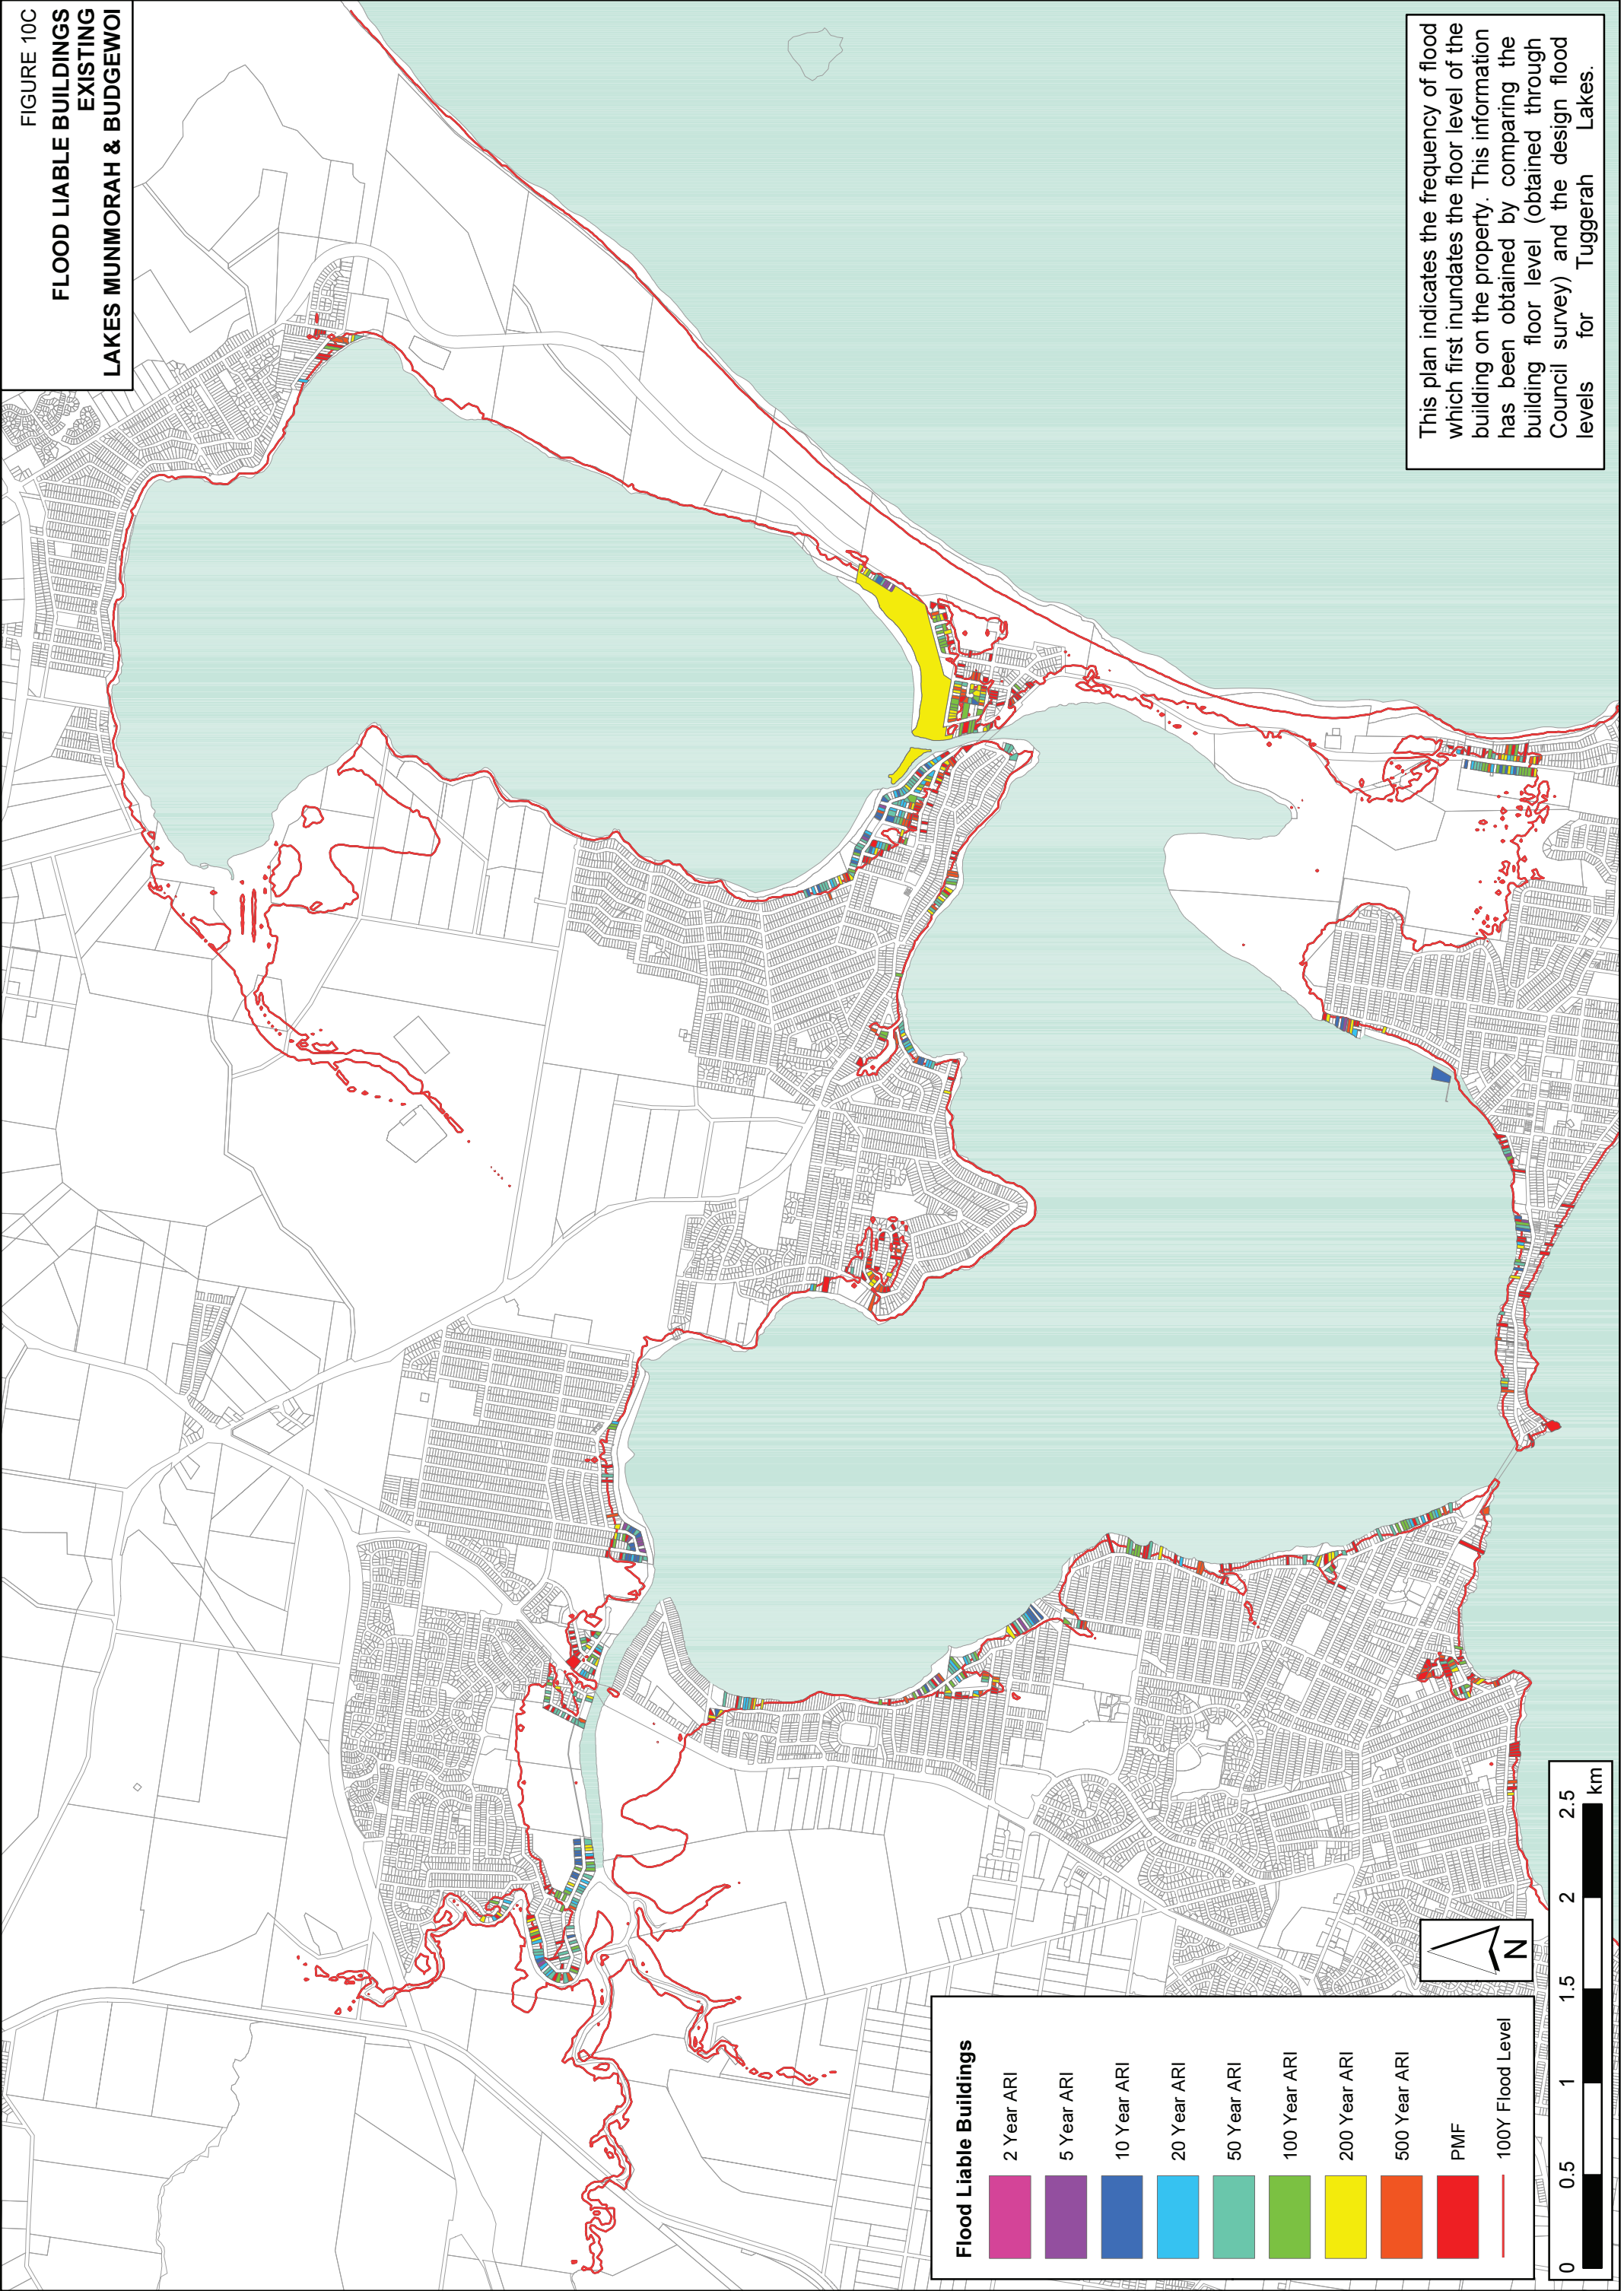 FIGURE 10C
FLOOD LIABLE BUILDINGS
EXISTING
LAKES MUNMORAH & BUDGEWOI
This plan indicates the frequency of flood
which first inundates the floor level of the
building on the property. This information
has been obtained by comparing the
building floor level (obtained through
Council survey) and the design flood
levels for Tuggerah Lakes.
Flood Liable Buildings
2 Year ARI
5 Year ARI
10 Year ARI
20 Year ARI
50 Year ARI
100 Year ARI
200 Year ARI
500 Year ARI
PMF
100Y Flood Level
N
0 0.5 1 1.5 2 2.5
km